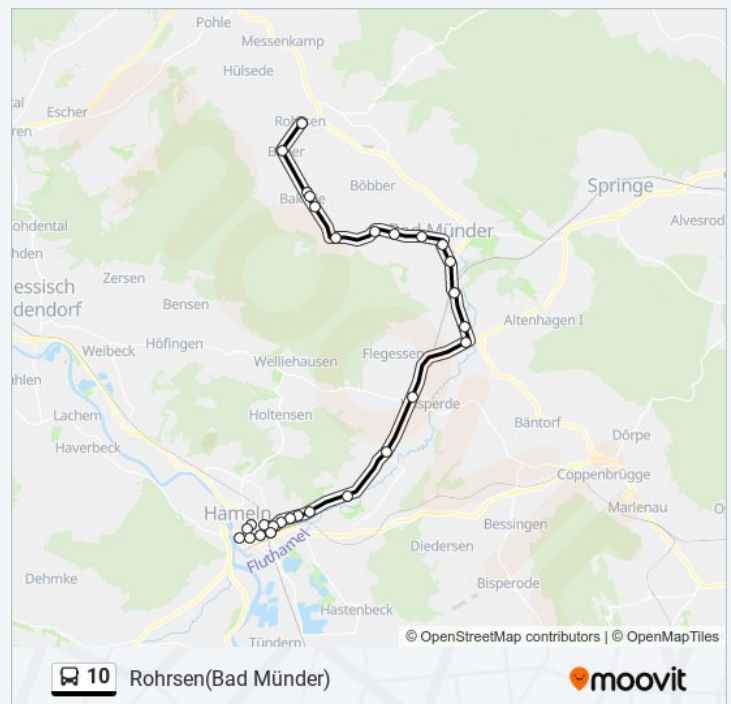 Pohle
Messenkamp
Hülsede
Escher
Rohrsen
Böbber
Springe
Bad Münder
Alvesrod
Zersen
Bensen
Altenhagen I
Höfingen
Weibeck
Flegessen
Welliehausen
Lachem
Holtensen
Bäntorf
Dörpe
Haverbeck
Coppenbrügge
Marienau
Hameln
Bessingen
Diedersen
Fluthamel
Dehmke
Bisperode
Hastenbeck
© OpenStreetMap contributors | © OpenMapTiles
Tündern
10 Rohrsen(Bad Münder)
moovit